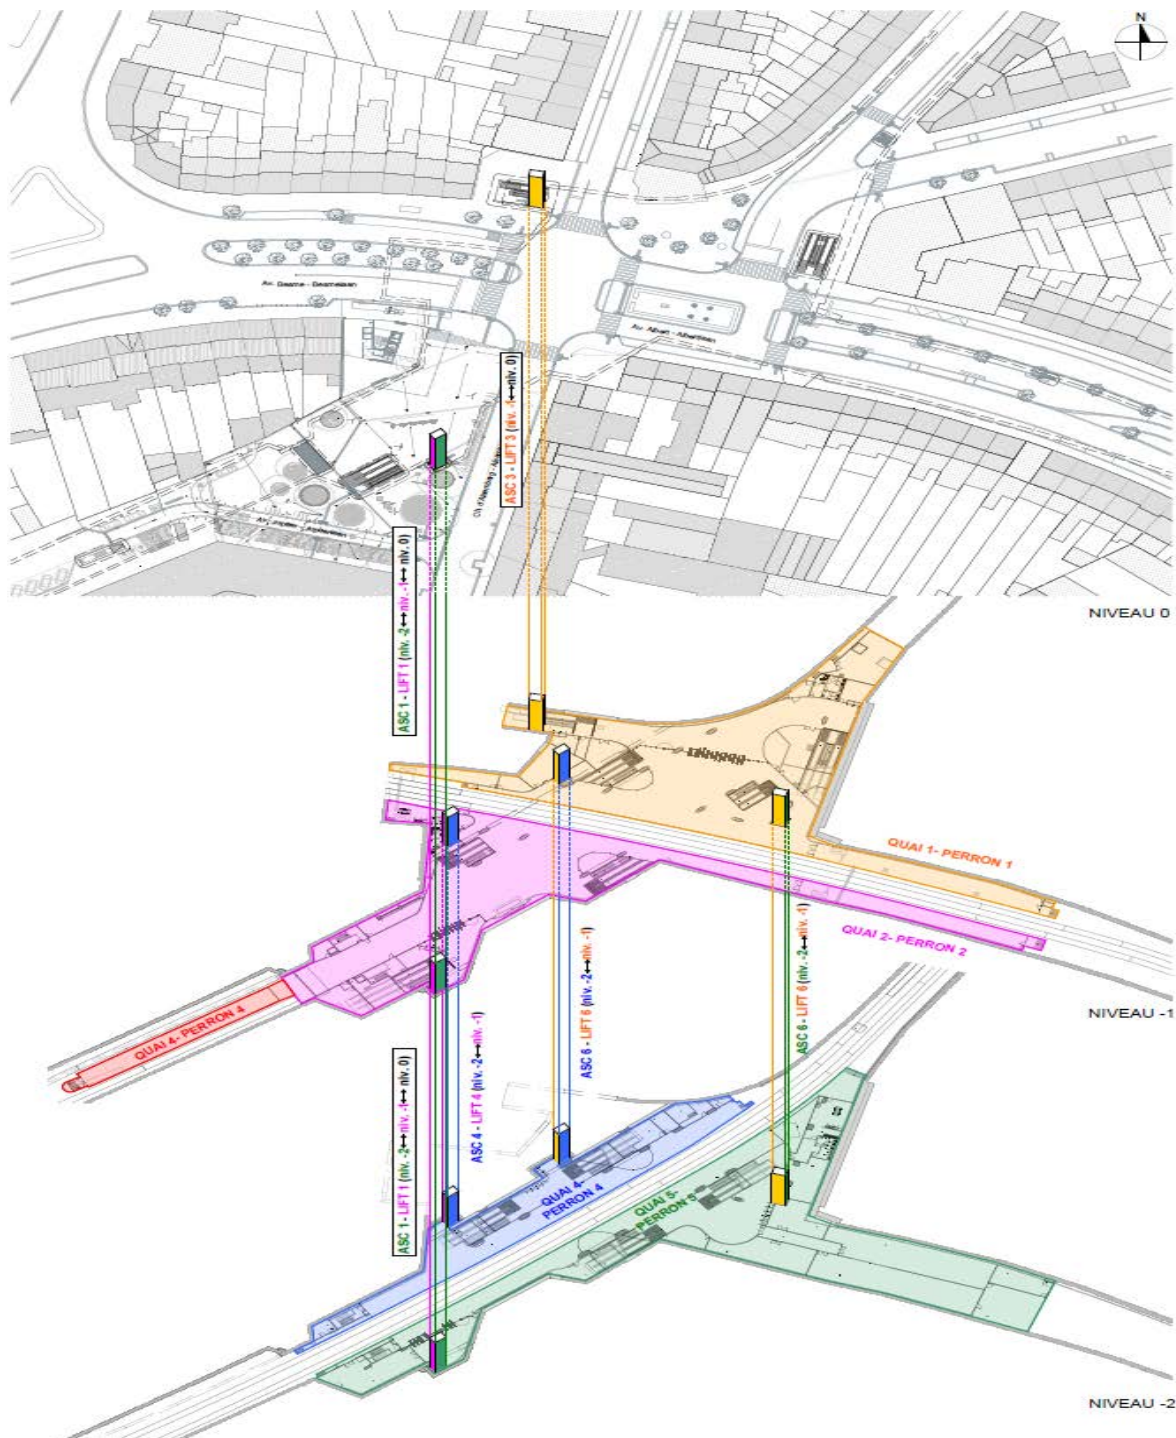 N
Av. Albert - Albertlaan
ASC 3 - LIFT 3 (niv. -1↔niv. 0)
ASC 1 - LIFT 1 (niv. -2↔niv. -1↔ niv. 0)
NIVEAU 0
QUAI 1- PERRON 1
QUAI 2- PERRON 2
QUAI 4- PERRON 4
ASC 6 - LIFT 6 (niv. -2↔niv. -1)
ASC 6 - LIFT 6 (niv. -2↔niv. -1)
NIVEAU -1
ASC 4 - LIFT 4 (niv. -2↔niv. -1)
ASC 1 - LIFT 1 (niv. -2↔niv. -1↔ niv. 0)
QUAI 4-
PERRON 4
QUAI 5-
PERRON 5
NIVEAU -2